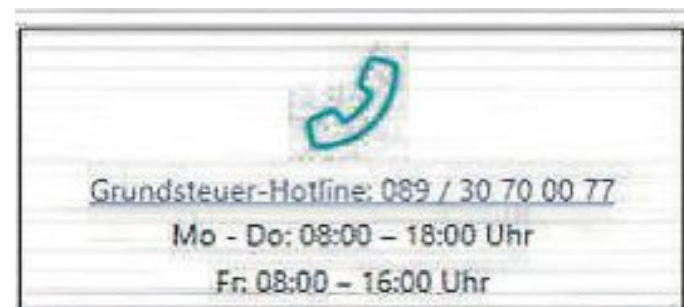 Grundsteuer-Hotline: 089 / 30 70 00 77
Mo - Do: 08:00 – 18:00 Uhr
Fr: 08:00 – 16:00 Uhr